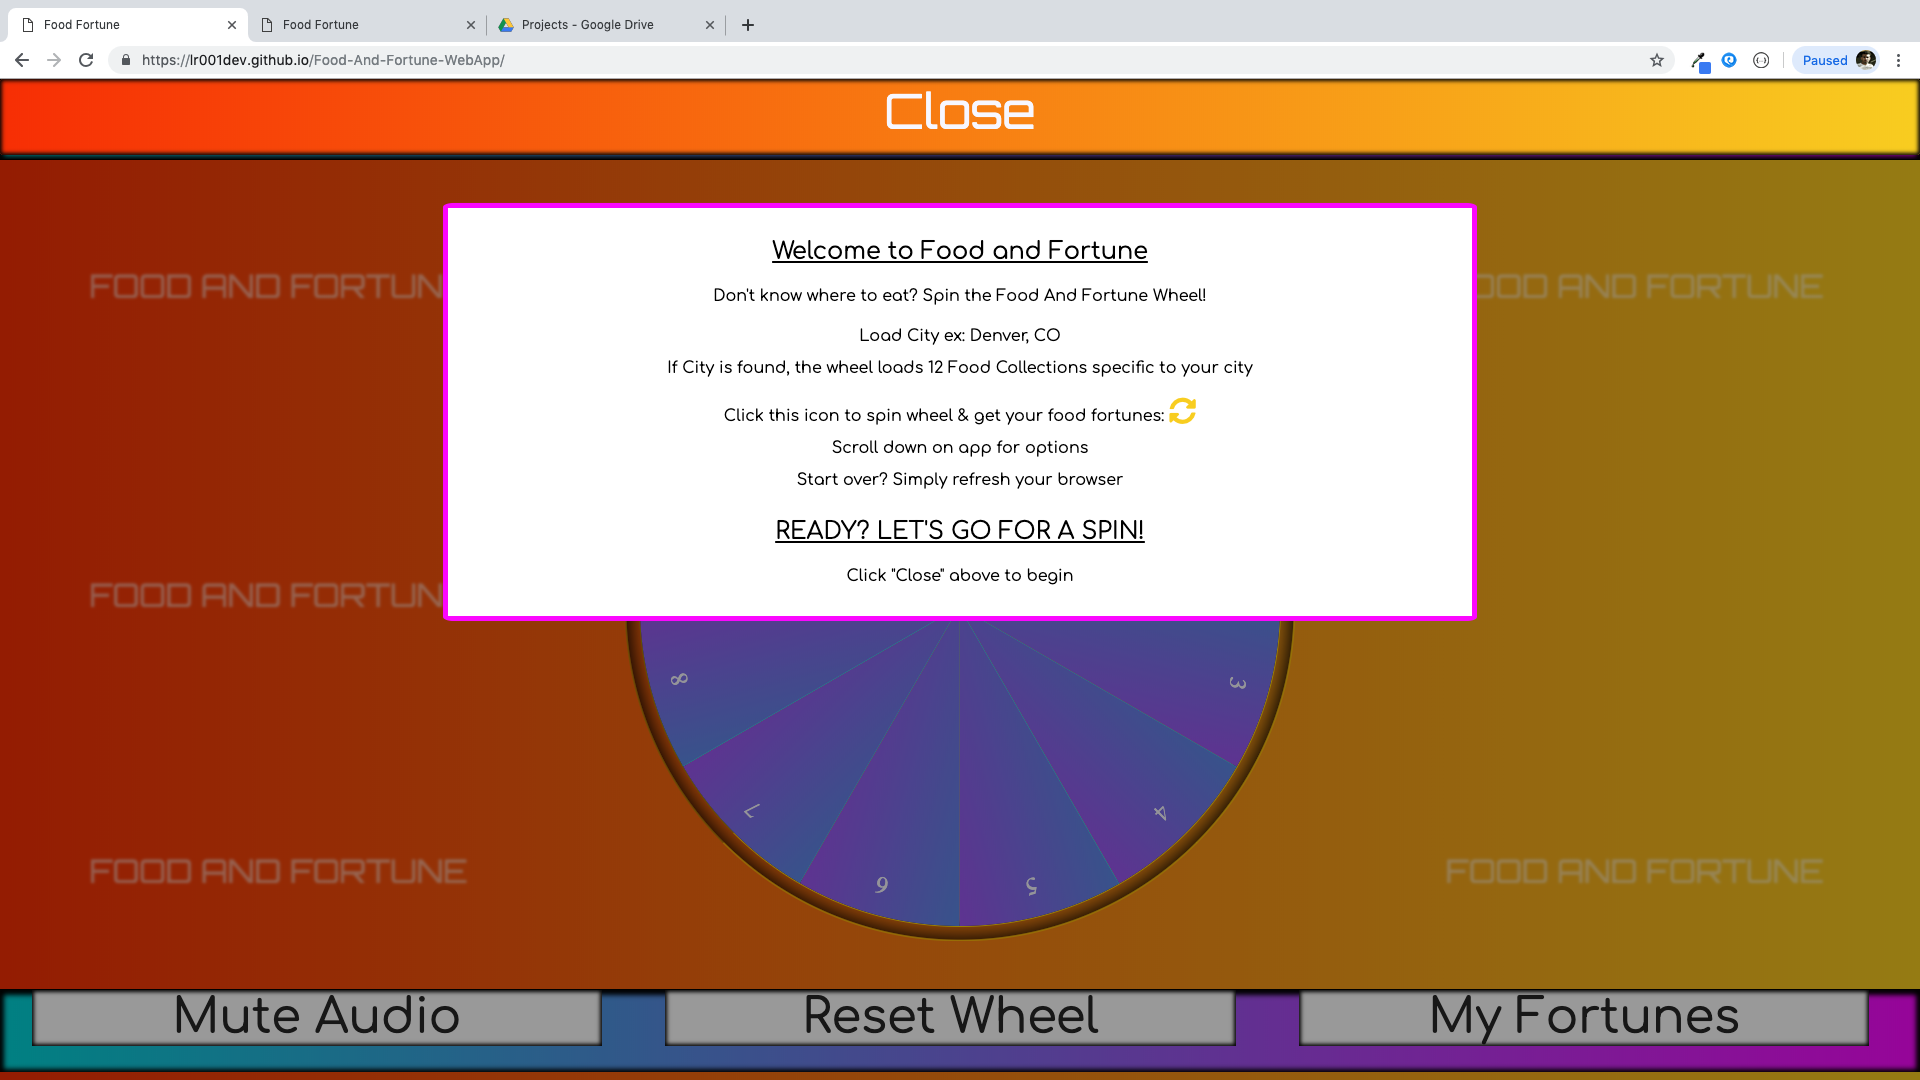 Food Fortune
Food Fortune
Projects - Google Drive
https://lr001dev.github.io/Food-And-Fortune-WebApp/
Paused
Close
Welcome to Food and Fortune
Don't know where to eat? Spin the Food And Fortune Wheel!
Load City ex: Denver, CO
If City is found, the wheel loads 12 Food Collections specific to your city
Click this icon to spin wheel & get your food fortunes:
Scroll down on app for options
Start over? Simply refresh your browser
READY? LET'S GO FOR A SPIN!
Click "Close" above to begin
FOOD AND FORTUN
OOD AND FORTUNE
FOOD AND FORTUN
8
3
7
4
6
5
FOOD AND FORTUNE
FOOD AND FORTUNE
Mute Audio
Reset Wheel
My Fortunes